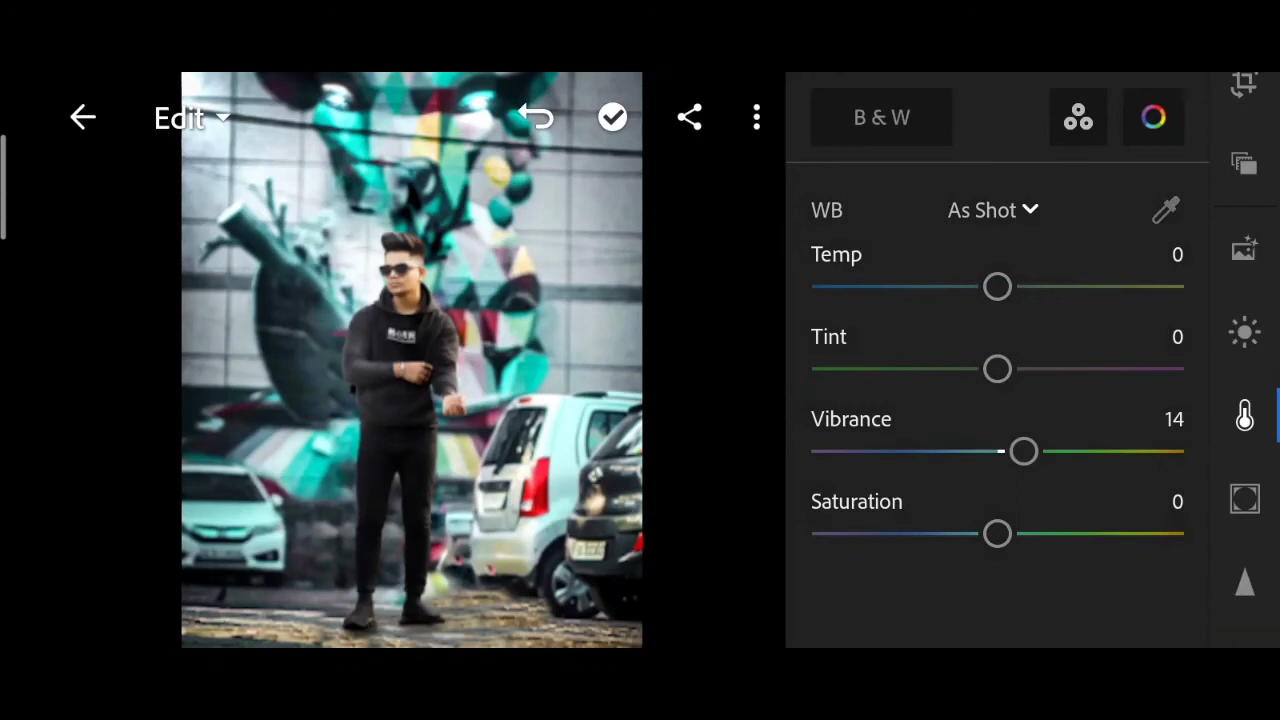 Edit
B & W
WB
As Shot
Temp
0
Tint
0
Vibrance
14
Saturation
0